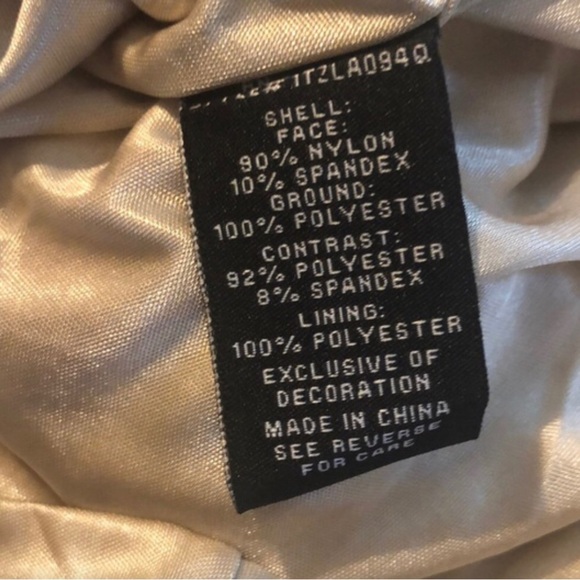 1TZLA094Q
SHELL:
FACE:
90% NYLON
10% SPANDEX
GROUND:
100% POLYESTER
CONTRAST:
92% POLYESTER
8% SPANDEX
LINING:
100% POLYESTER
EXCLUSIVE OF
DECORATION
MADE IN CHINA
SEE REVERSE
FOR CARE